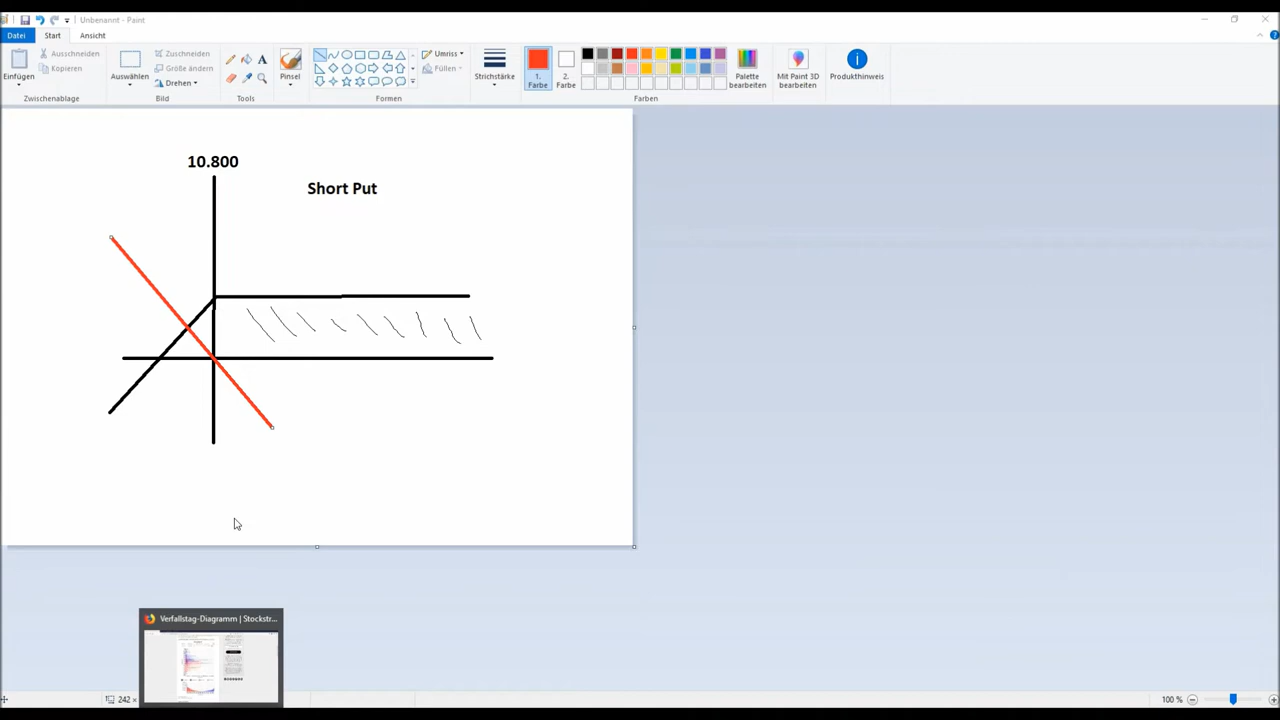 Unbenannt - Paint
Datei
Start
Ansicht
Einfügen
Ausschneiden
Kopieren
Zwischenablage
Auswählen
Zuschneiden
Größe ändern
Drehen
Bild
Tools
Pinsel
Umriss
Füllen
Formen
Strichstärke
1.
Farbe
2.
Farbe
Palette
bearbeiten
Farben
Mit Paint 3D
bearbeiten
Produkthinweis
10.800
Short Put
Verfallstag-Diagramm | Stockstr...
242 ×
100 %